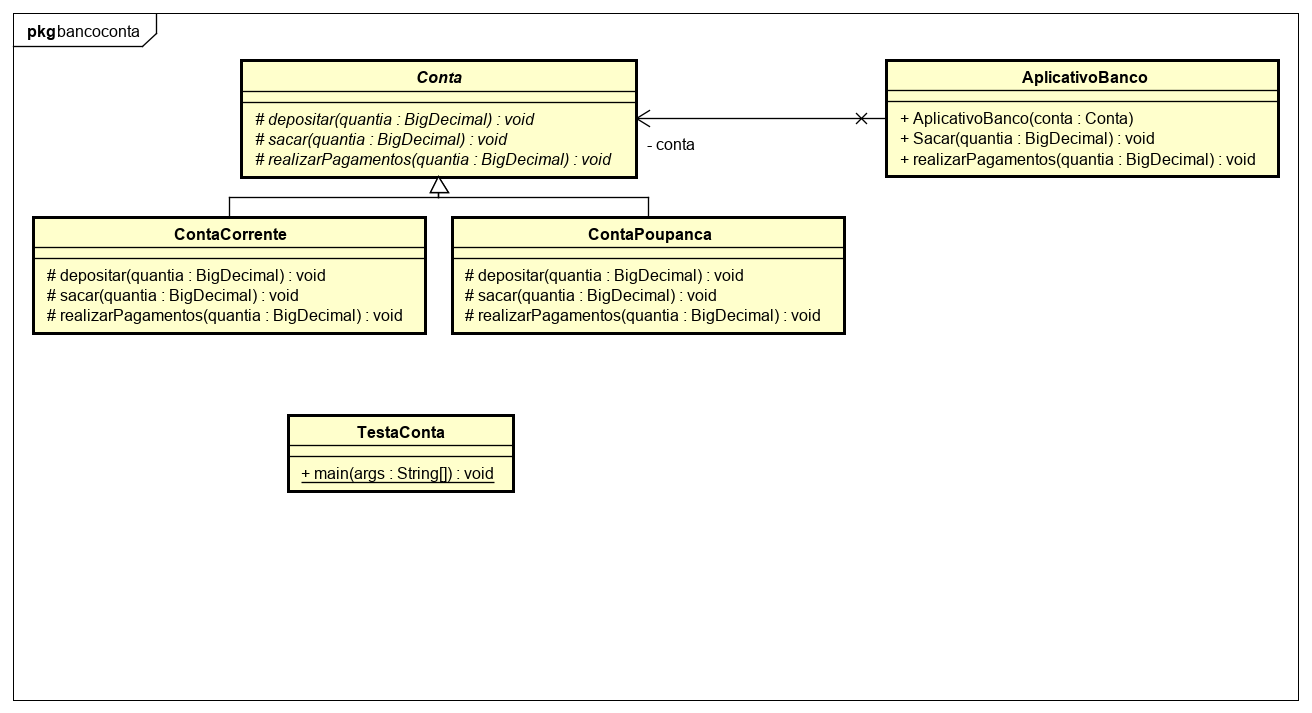 pkg bancoconta
Conta
# depositar(quantia : BigDecimal) : void
# sacar(quantia : BigDecimal) : void
# realizarPagamentos(quantia : BigDecimal) : void
- conta
AplicativoBanco
+ AplicativoBanco(conta : Conta)
+ Sacar(quantia : BigDecimal) : void
+ realizarPagamentos(quantia : BigDecimal) : void
ContaCorrente
# depositar(quantia : BigDecimal) : void
# sacar(quantia : BigDecimal) : void
# realizarPagamentos(quantia : BigDecimal) : void
ContaPoupanca
# depositar(quantia : BigDecimal) : void
# sacar(quantia : BigDecimal) : void
# realizarPagamentos(quantia : BigDecimal) : void
TestaConta
+ main(args : String[]) : void